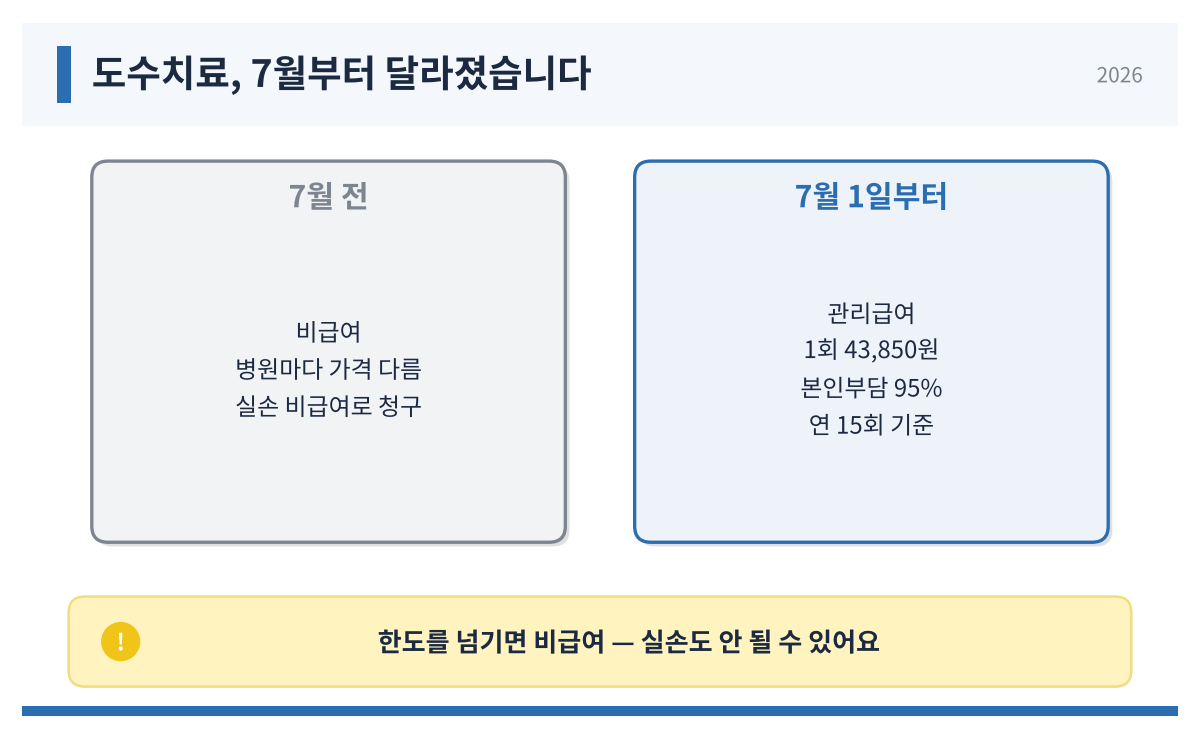 도수치료, 7월부터 달라졌습니다
2026
7월 전
비급여
병원마다 가격 다름
실손 비급여로 청구
7월 1일부터
관리급여
1회 43,850원
본인부담 95%
연 15회 기준
!
한도를 넘기면 비급여 — 실손도 안 될 수 있어요